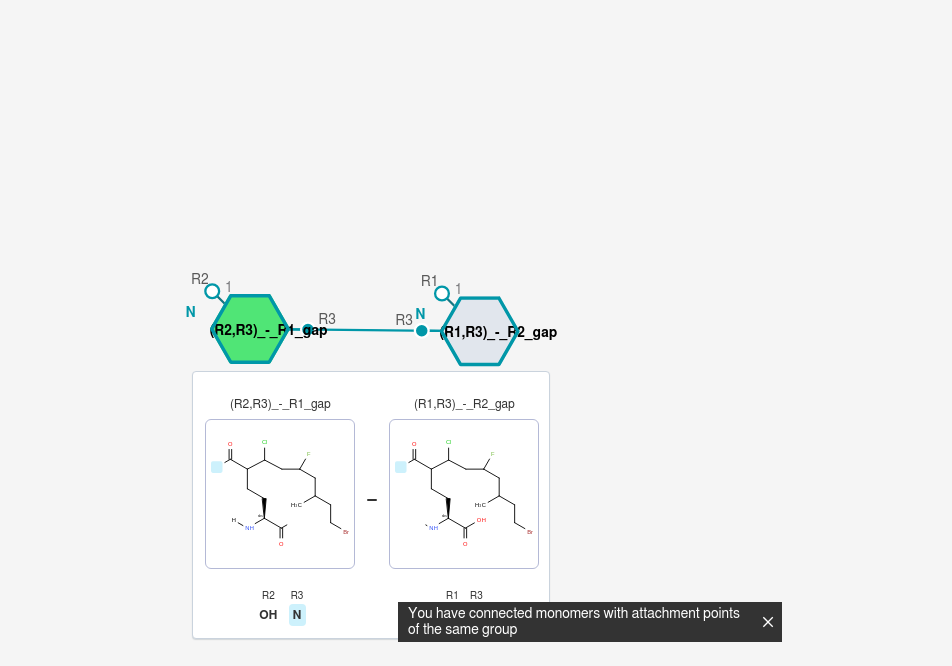 R2
1
N
(R2,R3)_-_R1_gap
R3
R3
N
R1
1
(R1,R3)_-_R2_gap
(R2,R3)_-_R1_gap
(R1,R3)_-_R2_gap
O
Cl
F
H₃C
H
NH
O
Br
O
Cl
F
H₃C
NH
OH
O
Br
R2 R3
OH N
R1 R3
You have connected monomers with attachment points
of the same group